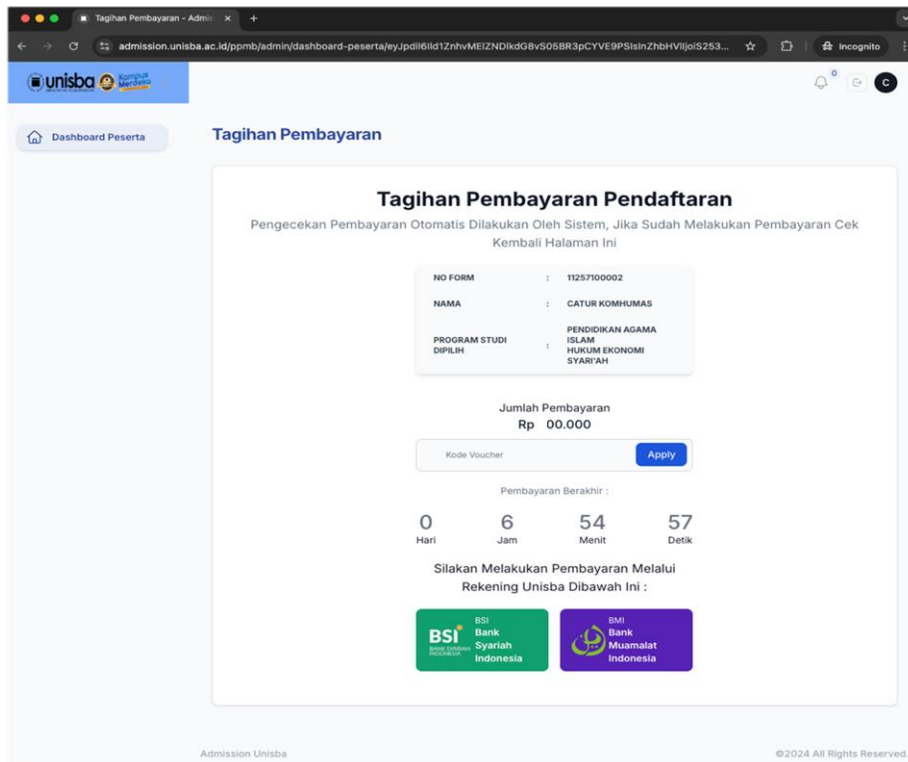 Tagihan Pembayaran - Admis
admission.unisba.ac.id/ppmb/admin/dashboard-peserta/
Incognito
unisba Kampus Merdeka
0
C
Dashboard Peserta
Tagihan Pembayaran
Tagihan Pembayaran Pendaftaran
Pengecekan Pembayaran Otomatis Dilakukan Oleh Sistem, Jika Sudah Melakukan Pembayaran Cek
Kembali Halaman Ini
NO FORM : 11257100002
NAMA : CATUR KOMHUMAS
PROGRAM STUDI DIPILIH : PENDIDIKAN AGAMA
ISLAM
HUKUM EKONOMI
SYARI'AH
Jumlah Pembayaran
Rp 00.000
Kode Voucher Apply
Pembayaran Berakhir :
0 6 54 57
Hari Jam Menit Detik
Silakan Melakukan Pembayaran Melalui
Rekening Unisba Dibawah Ini :
BSI
BSI
Bank
Syariah
Indonesia
BMI
Bank
Muamalat
Indonesia
Admission Unisba ©2024 All Rights Reserved.